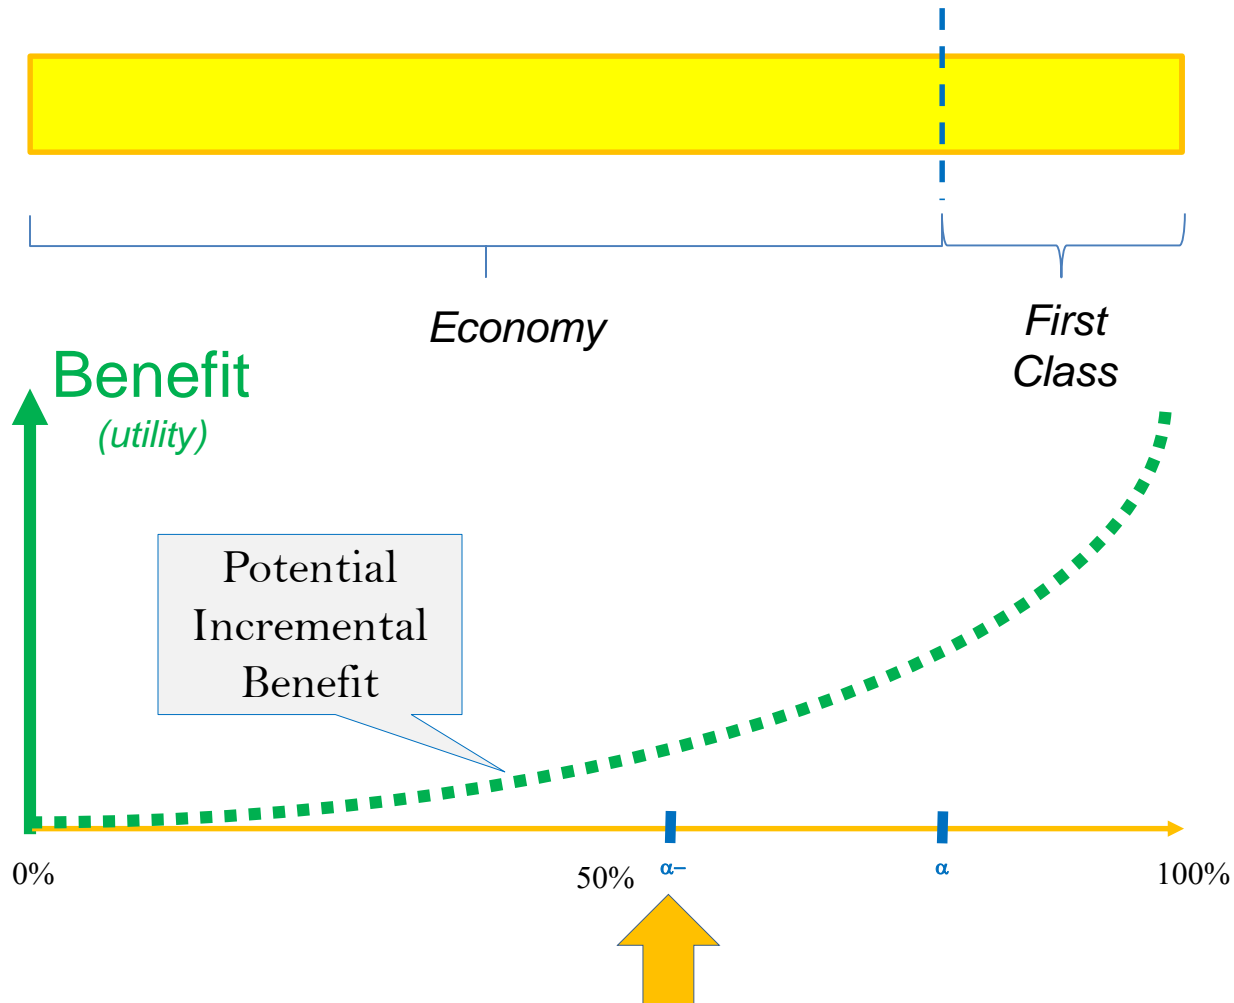 Economy
First
Class
Benefit
(utility)
Potential
Incremental
Benefit
0%
50%
α−
α
100%